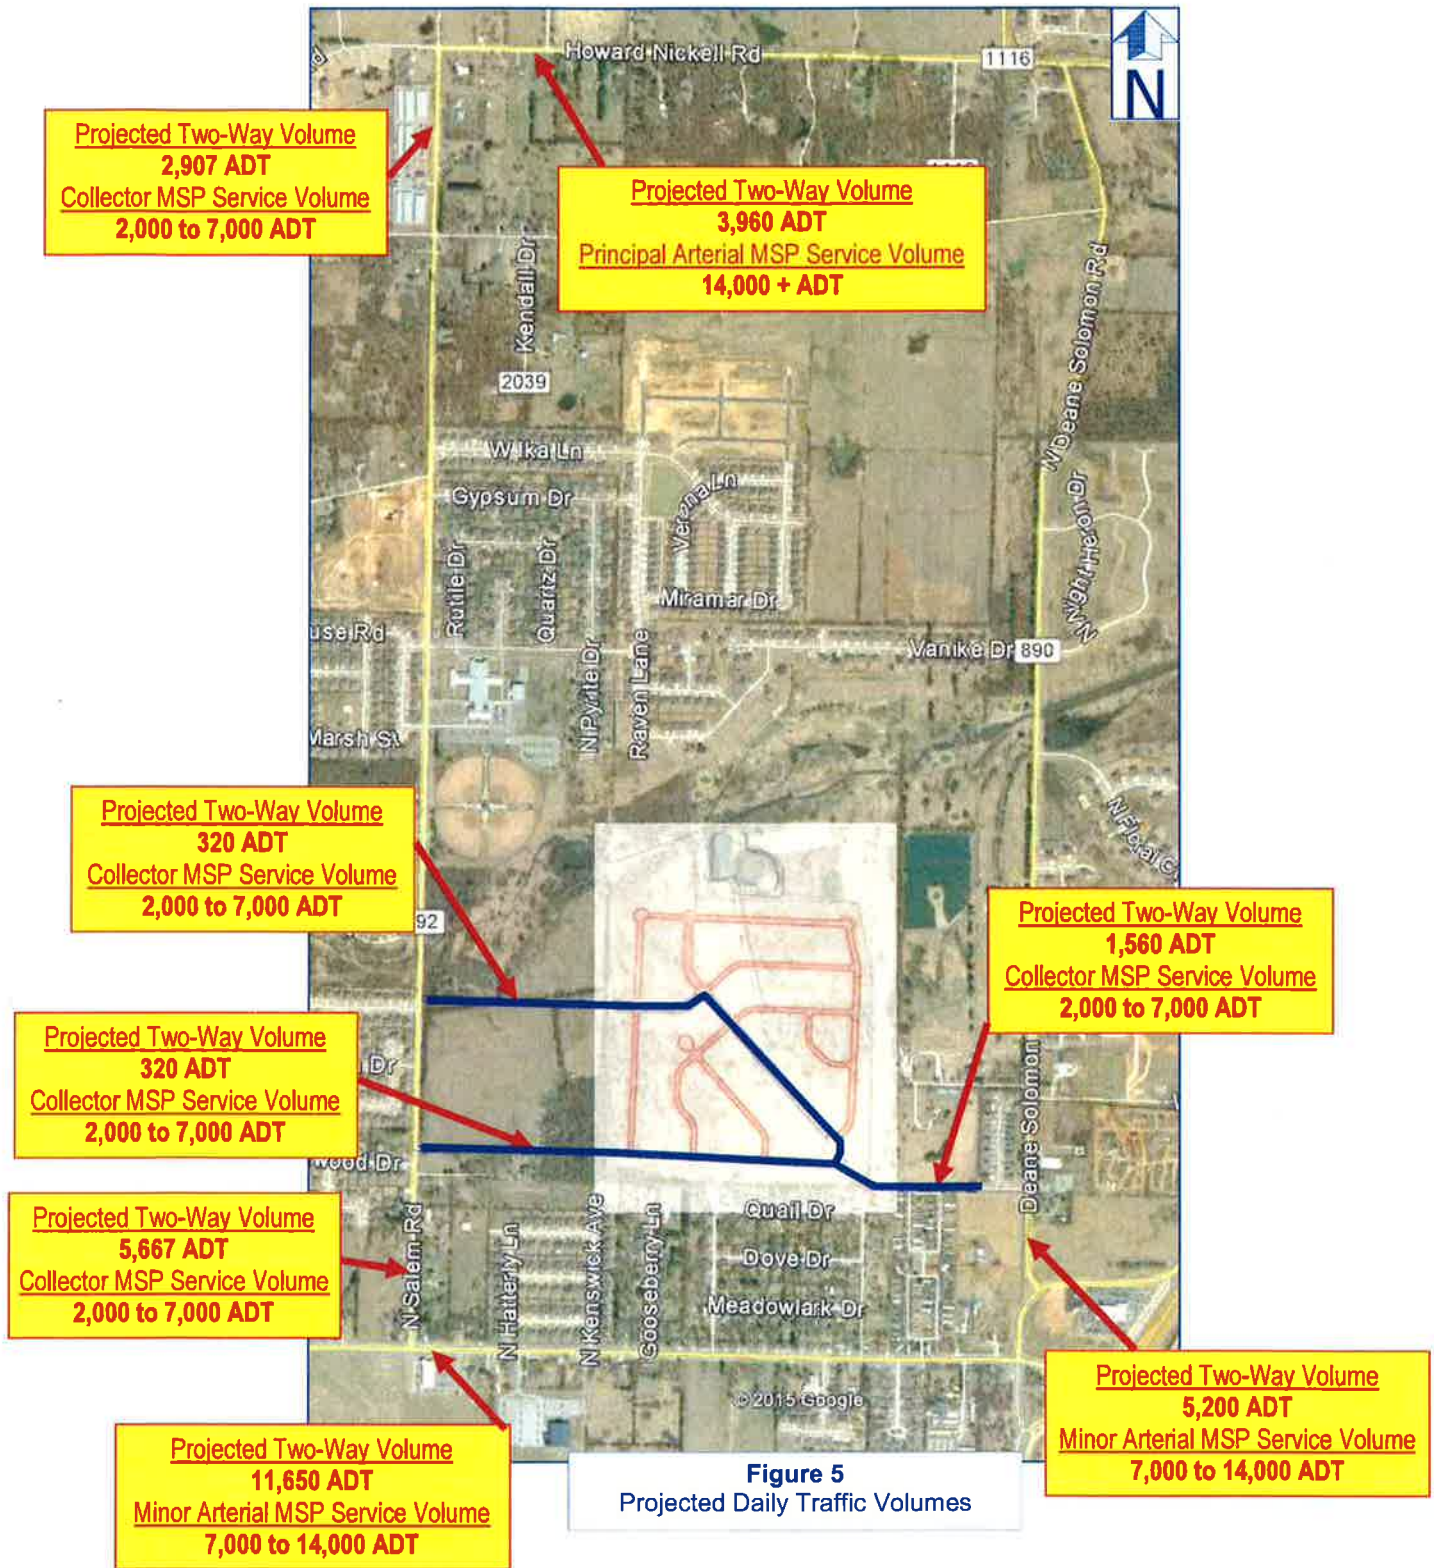 Howard Nickell Rd
1116
N
Projected Two-Way Volume
2,907 ADT
Collector MSP Service Volume
2,000 to 7,000 ADT
Projected Two-Way Volume
3,960 ADT
Principal Arterial MSP Service Volume
14,000 + ADT
Kendall Dr
2039
N Deane Solomon Rd
W Ika Ln
Gypsum Dr
Verona Ln
N Night Heron Dr
Rutile Dr
Quartz Dr
Miramar Dr
use Rd
N Pyrite Dr
Raven Lane
Vanike Dr
890
Marsh St
N Floral C
Projected Two-Way Volume
320 ADT
Collector MSP Service Volume
2,000 to 7,000 ADT
92
Projected Two-Way Volume
1,560 ADT
Collector MSP Service Volume
2,000 to 7,000 ADT
Projected Two-Way Volume
320 ADT
Collector MSP Service Volume
2,000 to 7,000 ADT
Dr
wood Dr
Deane Solomon
Projected Two-Way Volume
5,667 ADT
Collector MSP Service Volume
2,000 to 7,000 ADT
N Salem Rd
N Hatterly Ln
N Kenswick Ave
Gooseberry Ln
Quail Dr
Dove Dr
Meadowlark Dr
© 2015 Google
Projected Two-Way Volume
5,200 ADT
Minor Arterial MSP Service Volume
7,000 to 14,000 ADT
Projected Two-Way Volume
11,650 ADT
Minor Arterial MSP Service Volume
7,000 to 14,000 ADT
Figure 5
Projected Daily Traffic Volumes